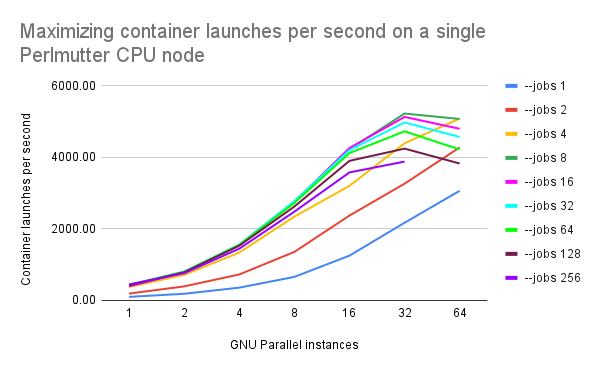 Maximizing container launches per second on a single
Perlmutter CPU node
Container launches per second
6000.00
4000.00
2000.00
0.00
1 2 4 8 16 32 64
GNU Parallel instances
--jobs 1
--jobs 2
--jobs 4
--jobs 8
--jobs 16
--jobs 32
--jobs 64
--jobs 128
--jobs 256